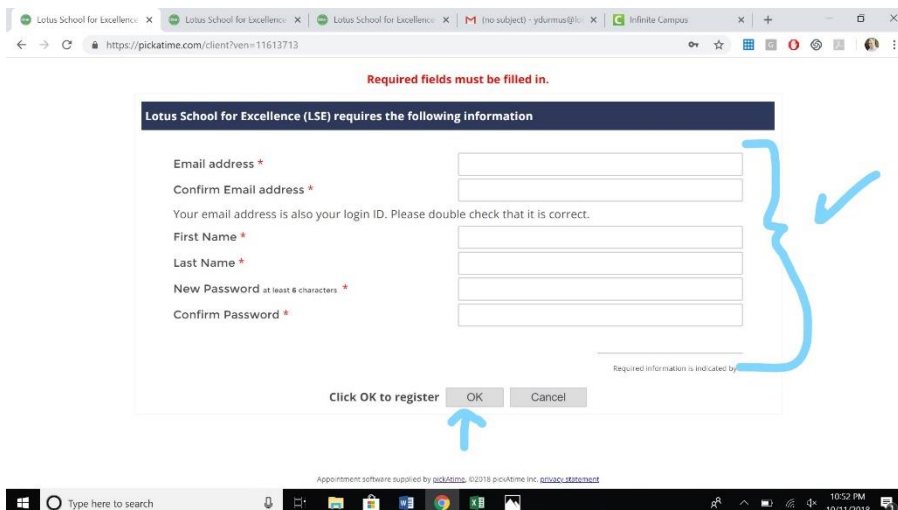 Lotus School for Excellence
Lotus School for Excellence
Lotus School for Excellence
(no subject) - ydurmus@lo
Infinite Campus
https://pickatime.com/client?ven=11613713
Required fields must be filled in.
Lotus School for Excellence (LSE) requires the following information
Email address *
Confirm Email address *
Your email address is also your login ID. Please double check that it is correct.
First Name *
Last Name *
New Password at least 6 characters *
Confirm Password *
Required information is indicated by
Click OK to register OK Cancel
Appointment software supplied by pickAtime, ©2018 pickAtime Inc. privacy statement
Type here to search
10:52 PM
10/11/2018